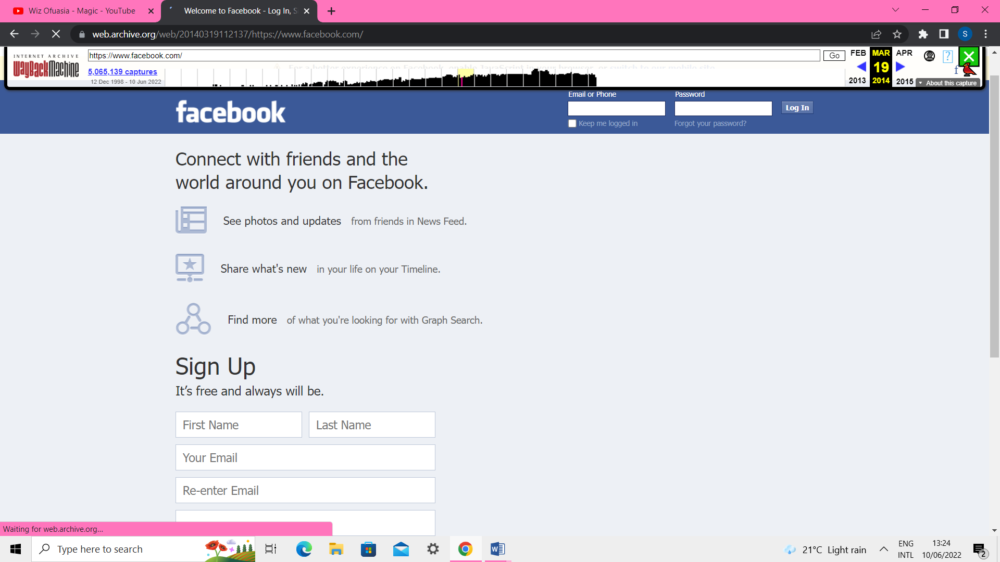 Wiz Ofuasia - Magic - YouTube
Welcome to Facebook - Log In, S
web.archive.org/web/20140319112137/https://www.facebook.com/
S
INTERNET ARCHIVE
WayBackMachine
https://www.facebook.com/
Go
FEB MAR APR
5,065,139 captures
19
12 Dec 1998 - 10 Jun 2022
2013 2014 2015
?
f
About this capture
For a better experience on Facebook, enable JavaScript in your browser, or switch to our mobile site.
facebook
Email or Phone
Password
Log In
Keep me logged in
Forgot your password?
Connect with friends and the
world around you on Facebook.
See photos and updates from friends in News Feed.
Share what's new in your life on your Timeline.
Find more of what you're looking for with Graph Search.
Sign Up
It’s free and always will be.
First Name
Last Name
Your Email
Re-enter Email
Waiting for web.archive.org...
Type here to search
W
21°C Light rain
ENG
INTL
13:24
10/06/2022
2